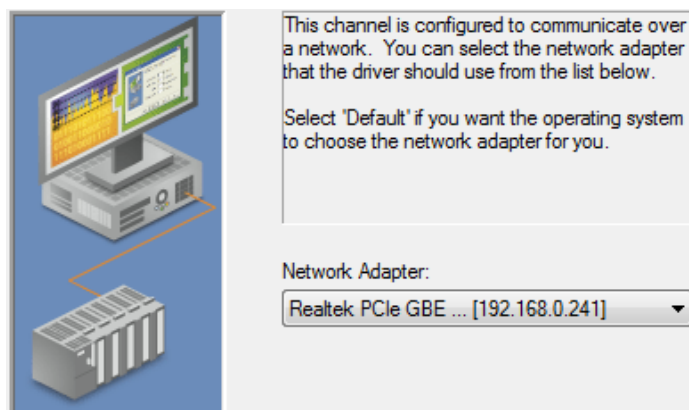 This channel is configured to communicate over
a network.  You can select the network adapter
that the driver should use from the list below.
Select 'Default' if you want the operating system
to choose the network adapter for you.
Network Adapter:
Realtek PCIe GBE ... [192.168.0.241]